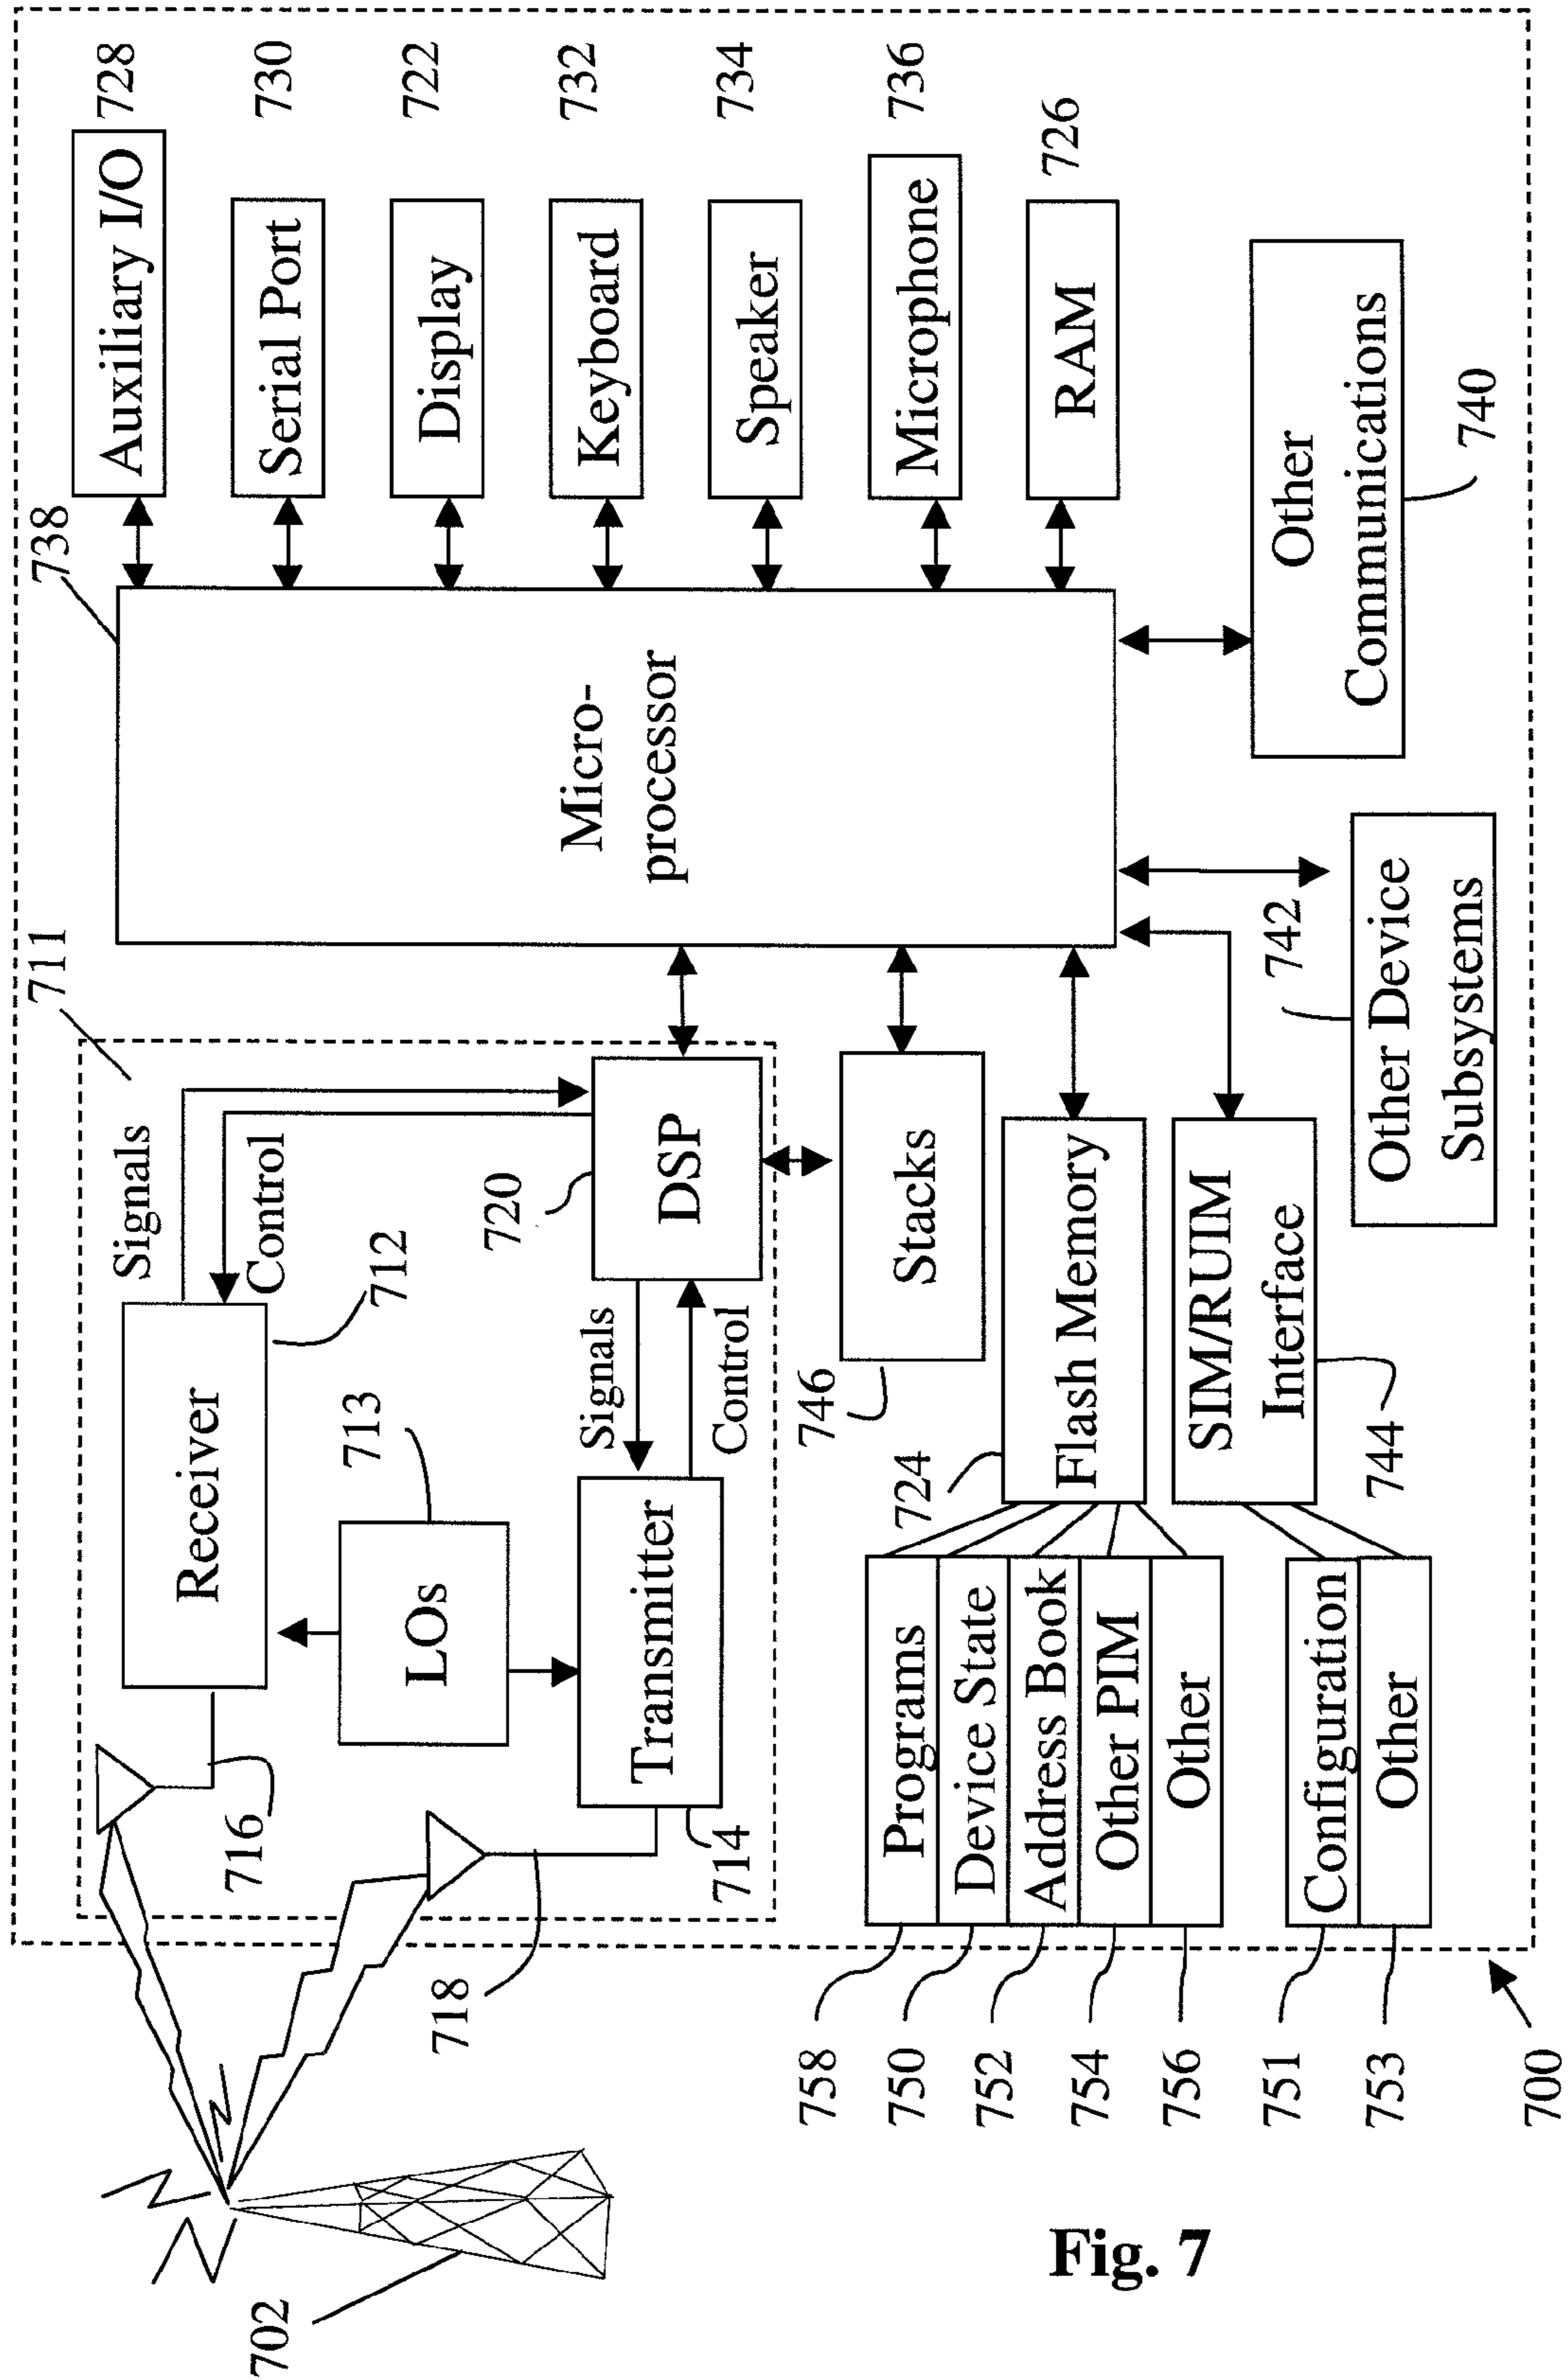 711
738
Signals
Control
Receiver
712
716
LOs
713
720
DSP
Signals
Control
Transmitter
714
718
702
Micro-
processor
Auxiliary I/O
728
Serial Port
730
Display
722
Keyboard
732
Speaker
734
Microphone
736
RAM
726
Stacks
746
724
Flash Memory
758
Programs
750
Device State
752
Address Book
754
Other PIM
756
Other
SIM/RUIM
Interface
744
751
Configuration
753
Other
742
Other Device
Subsystems
Other
Communications
740
700
Fig. 7